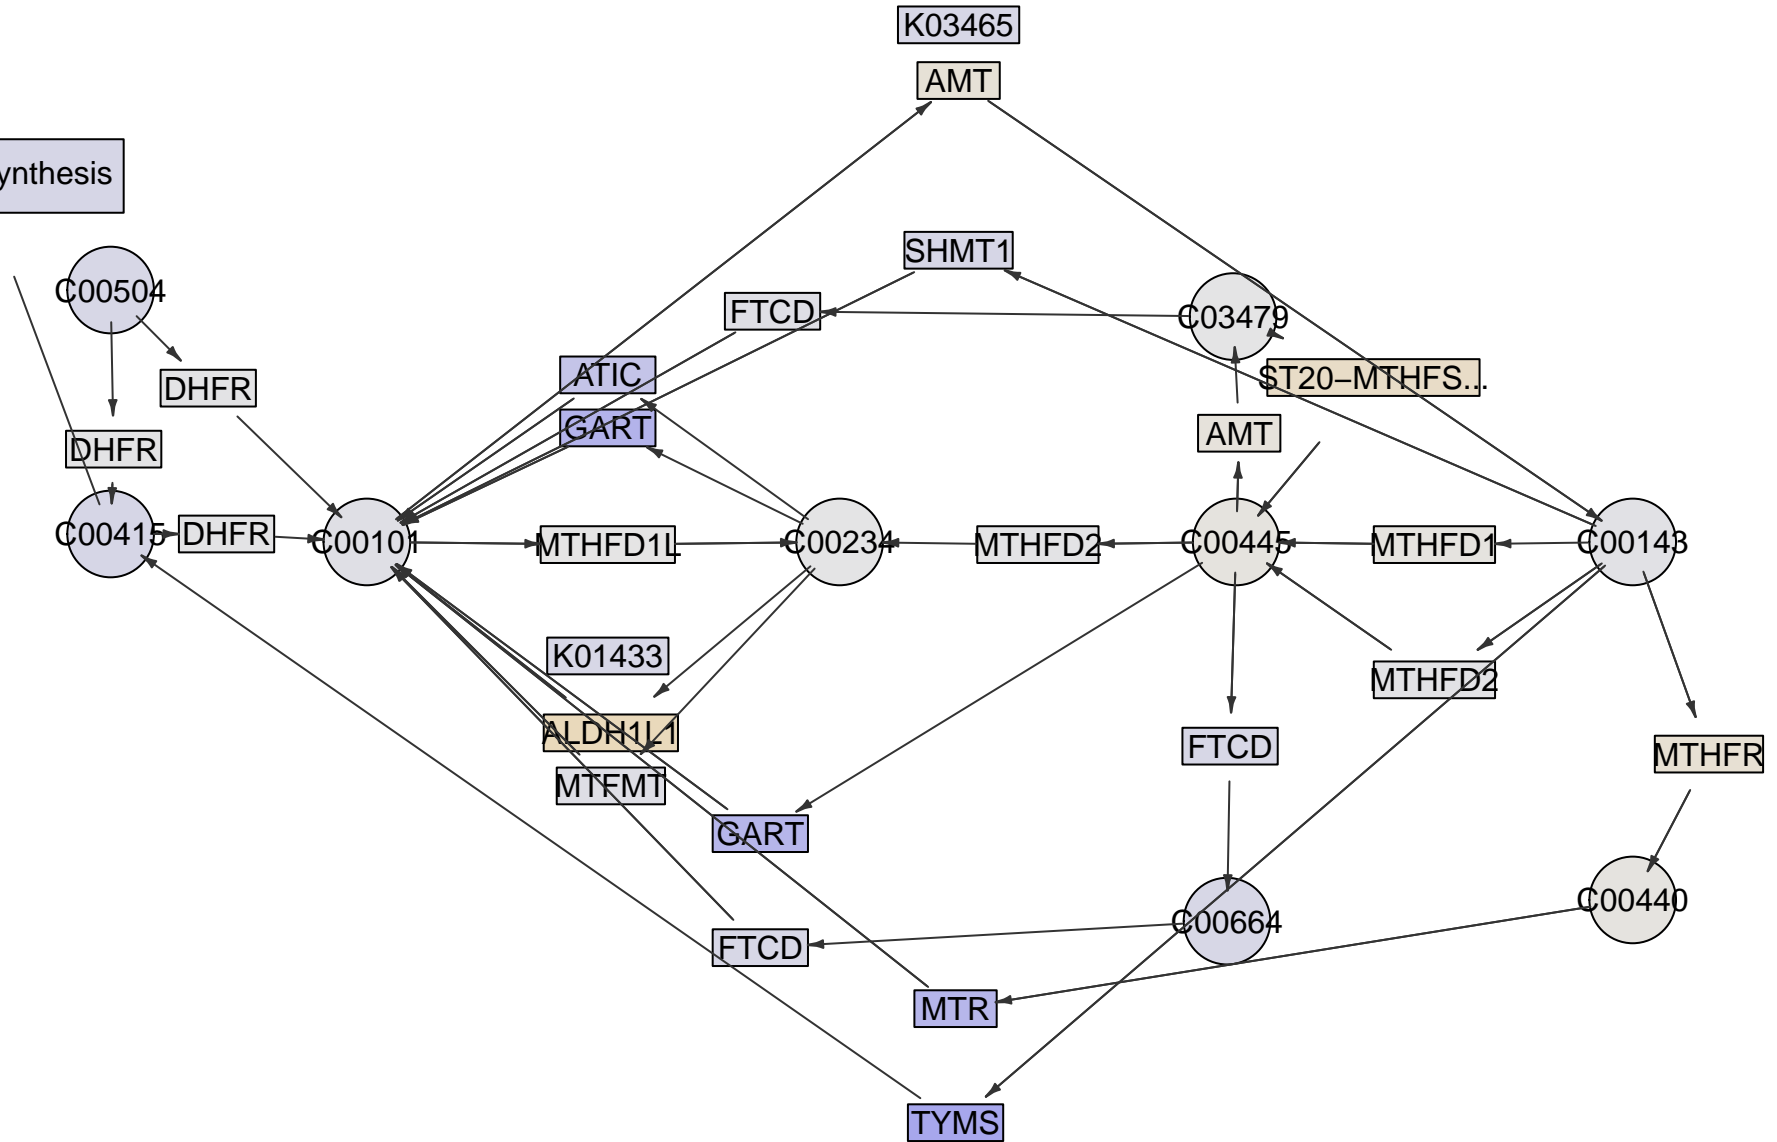 K03465
AMT
ynthesis
SHMT1
C00504
FTCD
C03479
ATIC
ST20−MTHFS...
DHFR
GART
AMT
DHFR
C00415
DHFR
C00101
MTHFD1L
C00234
MTHFD2
C00445
MTHFD1
C00143
K01433
MTHFD2
ALDH1L1
FTCD
MTHFR
MTFMT
GART
C00440
C00664
FTCD
MTR
TYMS